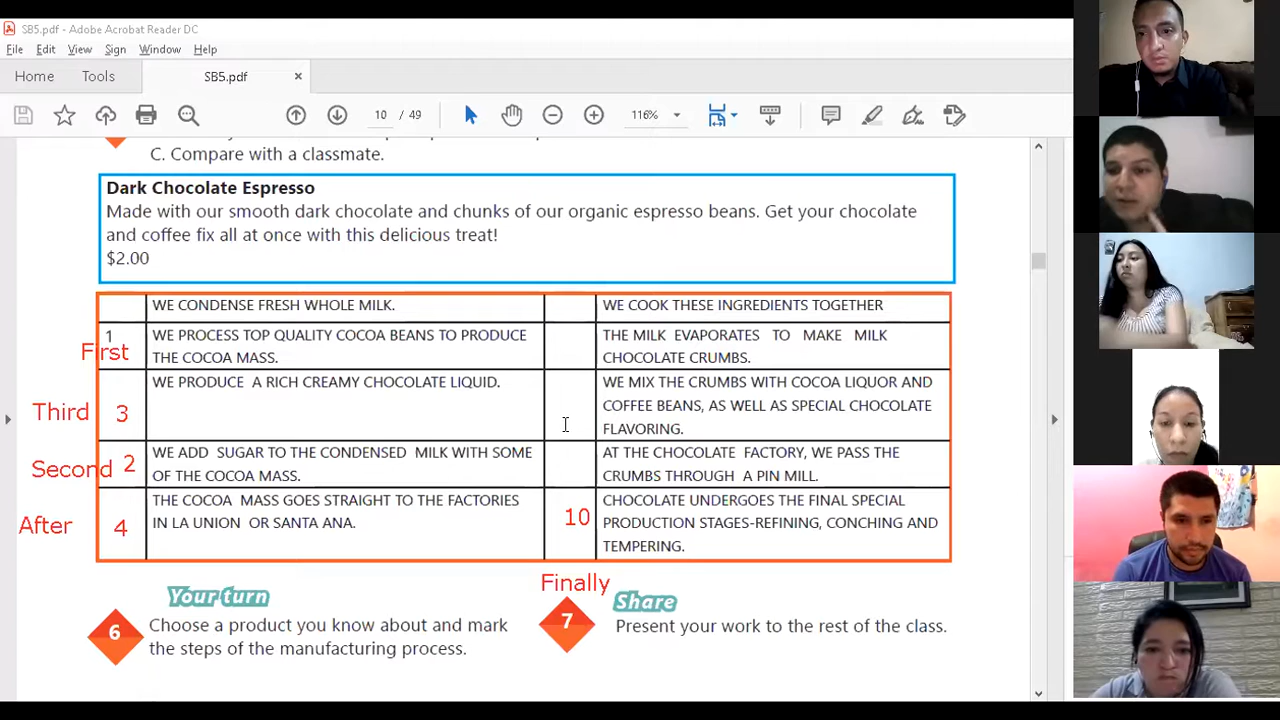 SB5.pdf - Adobe Acrobat Reader DC
File Edit View Sign Window Help
Home Tools SB5.pdf ×
10 / 49 116%
C. Compare with a classmate.
Dark Chocolate Espresso
Made with our smooth dark chocolate and chunks of our organic espresso beans. Get your chocolate
and coffee fix all at once with this delicious treat!
$2.00
WE CONDENSE FRESH WHOLE MILK.
1
First
WE PROCESS TOP QUALITY COCOA BEANS TO PRODUCE
THE COCOA MASS.
Third 3
WE PRODUCE A RICH CREAMY CHOCOLATE LIQUID.
Second 2
WE ADD SUGAR TO THE CONDENSED MILK WITH SOME
OF THE COCOA MASS.
After 4
THE COCOA MASS GOES STRAIGHT TO THE FACTORIES
IN LA UNION OR SANTA ANA.
WE COOK THESE INGREDIENTS TOGETHER
THE MILK EVAPORATES TO MAKE MILK
CHOCOLATE CRUMBS.
WE MIX THE CRUMBS WITH COCOA LIQUOR AND
COFFEE BEANS, AS WELL AS SPECIAL CHOCOLATE
FLAVORING.
AT THE CHOCOLATE FACTORY, WE PASS THE
CRUMBS THROUGH A PIN MILL.
10
CHOCOLATE UNDERGOES THE FINAL SPECIAL
PRODUCTION STAGES-REFINING, CONCHING AND
TEMPERING.
Finally
Your turn
6
Choose a product you know about and mark
the steps of the manufacturing process.
Share
7
Present your work to the rest of the class.